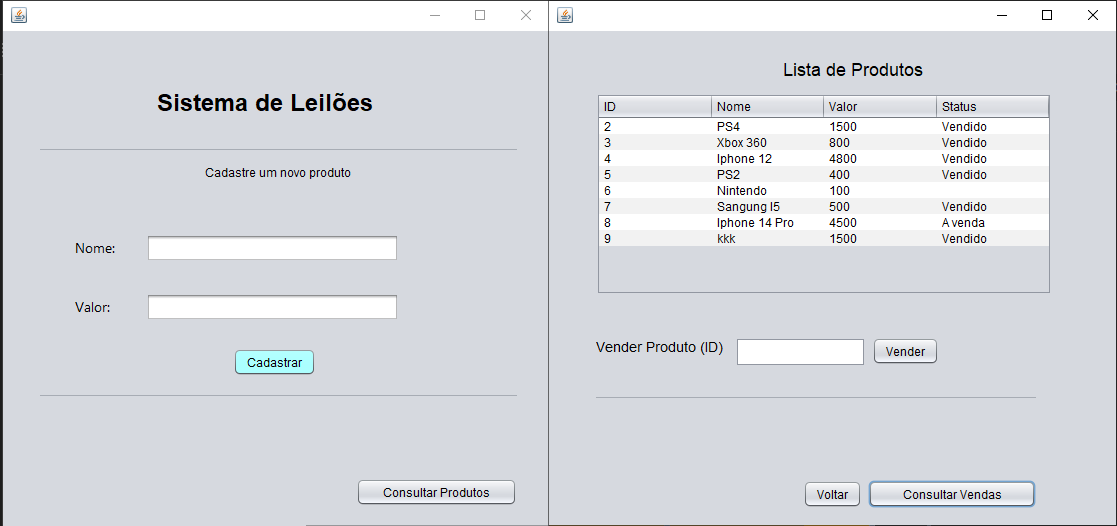 Sistema de Leilões
Cadastre um novo produto
Nome:
Valor:
Cadastrar
Consultar Produtos
Lista de Produtos
ID Nome Valor Status
2 PS4 1500 Vendido
3 Xbox 360 800 Vendido
4 Iphone 12 4800 Vendido
5 PS2 400 Vendido
6 Nintendo 100
7 Sangung I5 500 Vendido
8 Iphone 14 Pro 4500 A venda
9 kkk 1500 Vendido
Vender Produto (ID) Vender
Voltar Consultar Vendas